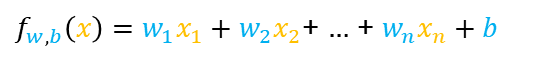 f_{w,b}(x) = w_1x_1 + w_2x_2 + ... + w_nx_n + b